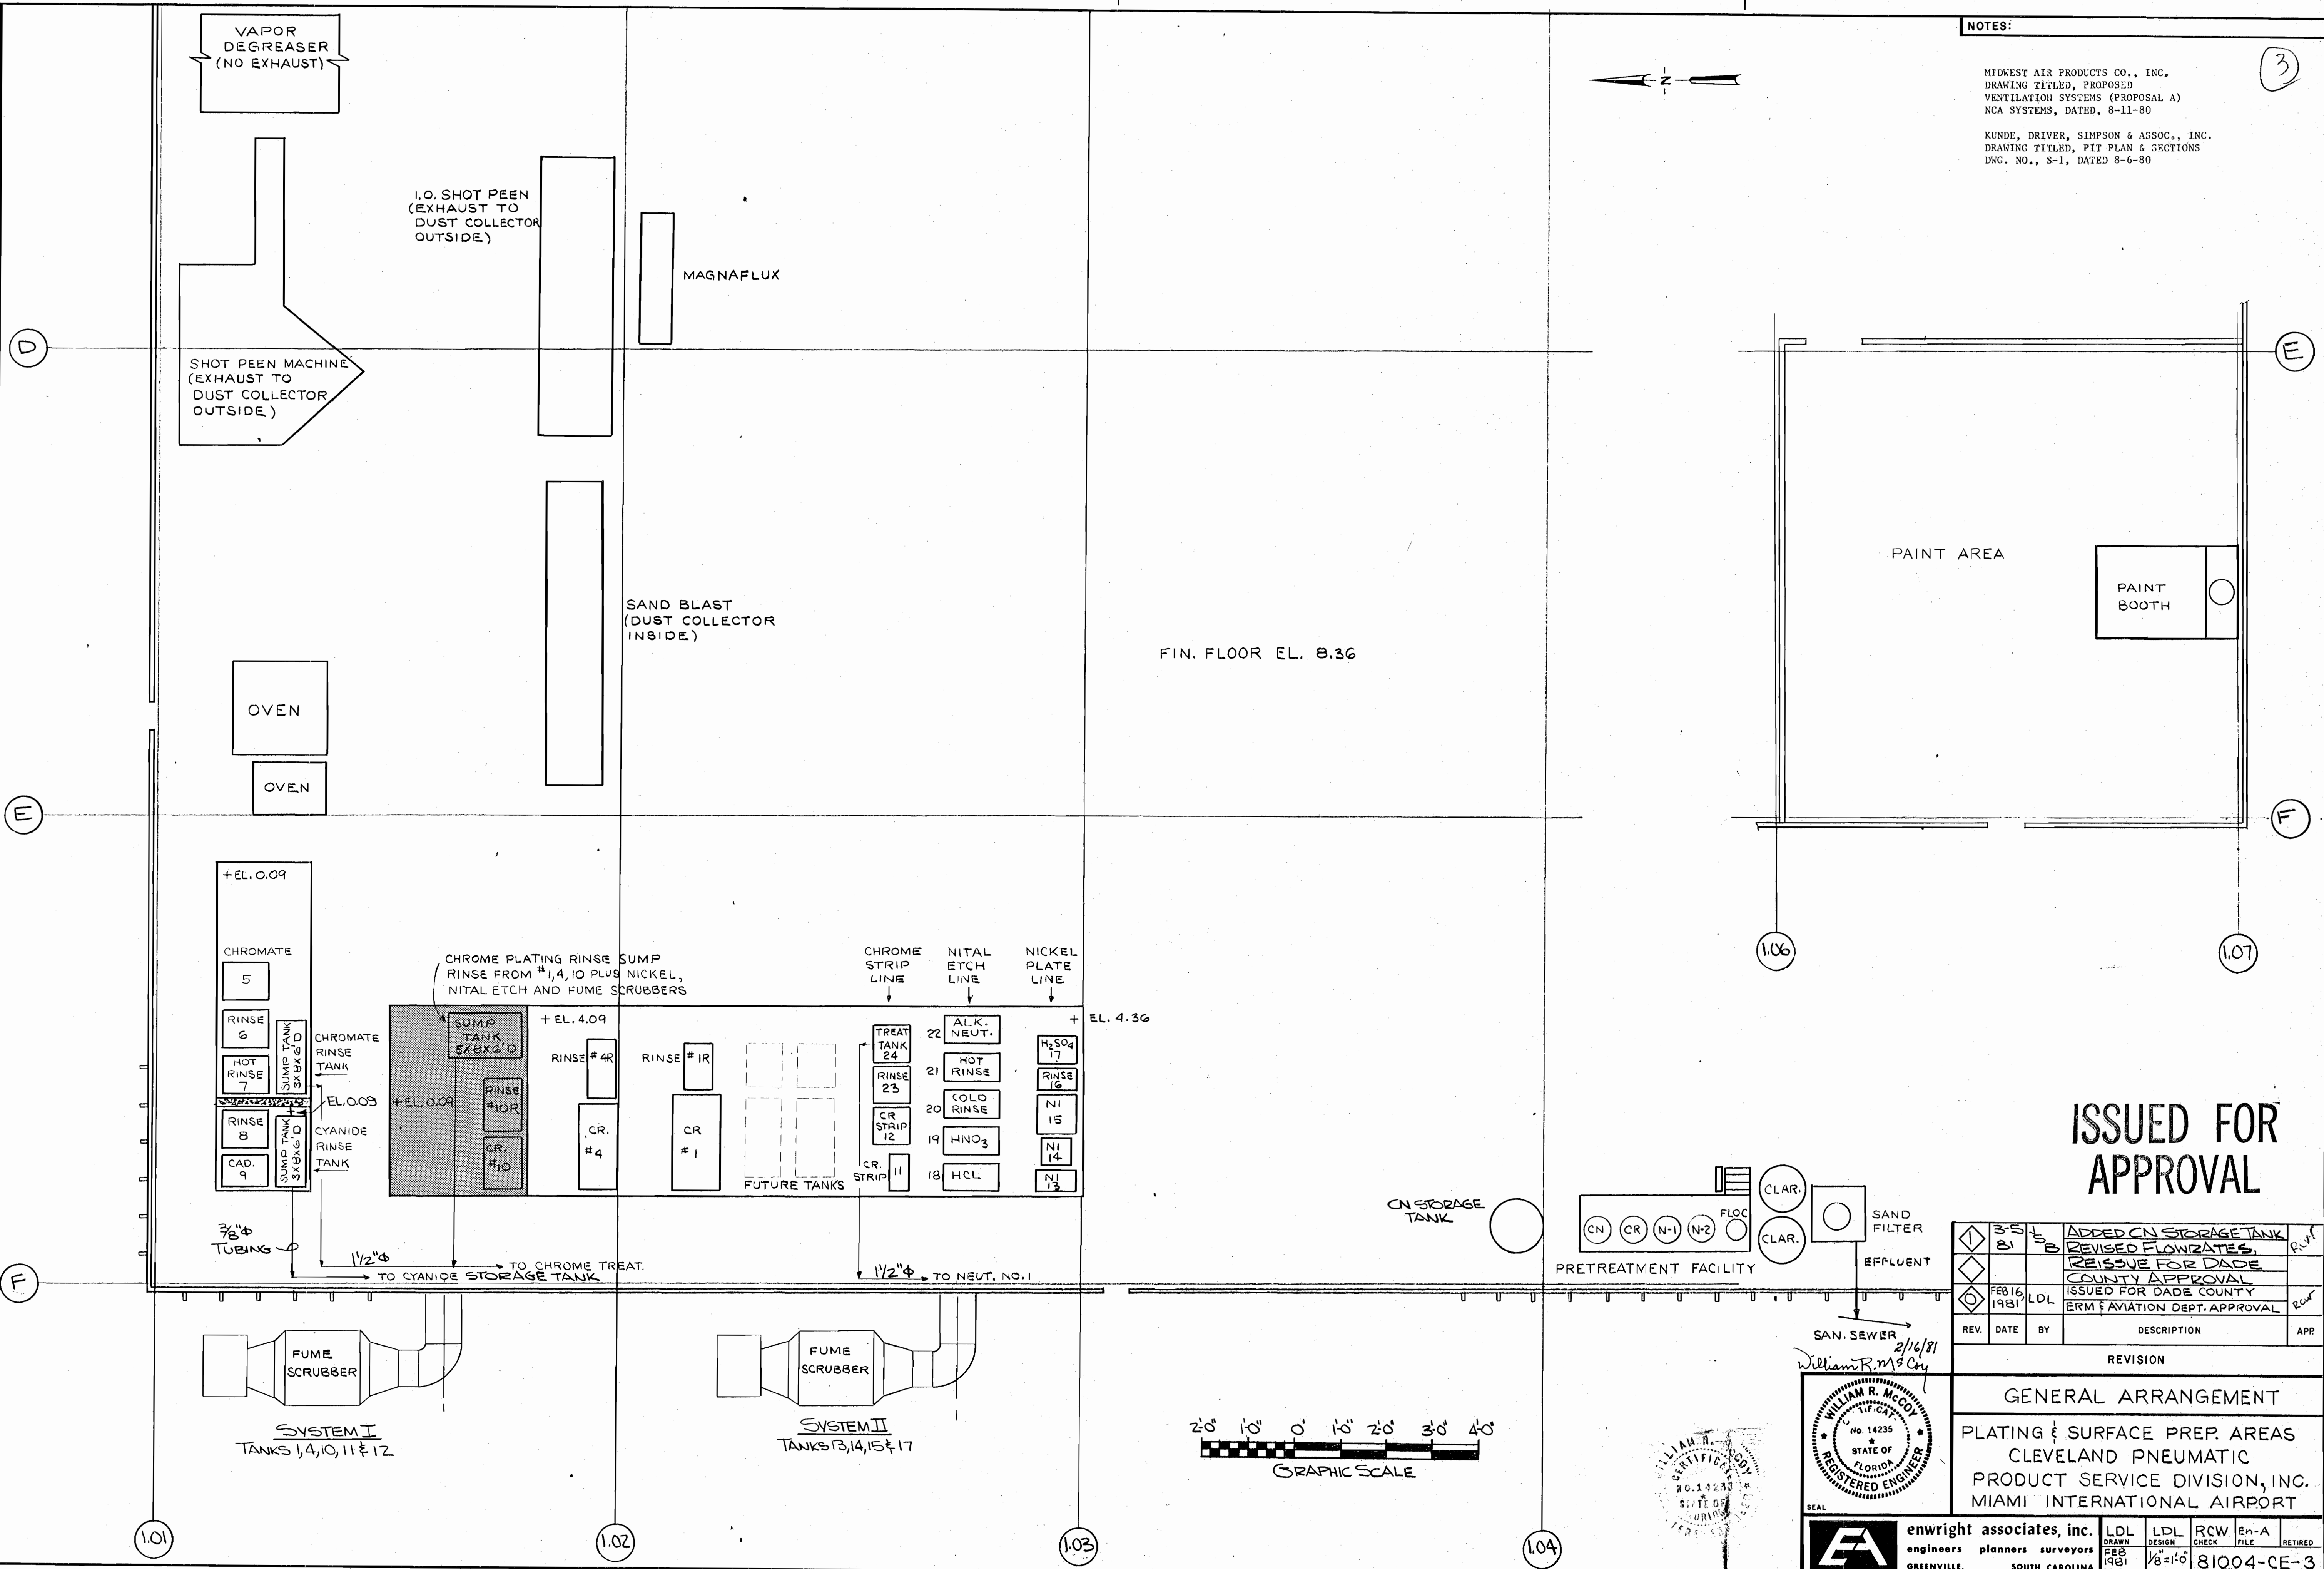 VAPOR
DEGREASER
(NO EXHAUST)
I.O. SHOT PEEN
(EXHAUST TO
DUST COLLECTOR
OUTSIDE)
MAGNAFLUX
N
NOTES:
3
MIDWEST AIR PRODUCTS CO., INC.
DRAWING TITLED, PROPOSED
VENTILATION SYSTEMS (PROPOSAL A)
NCA SYSTEMS, DATED, 8-11-80
KUNDE, DRIVER, SIMPSON & ASSOC., INC.
DRAWING TITLED, PIT PLAN & SECTIONS
DWG. NO., S-1, DATED 8-6-80
D
E
SHOT PEEN MACHINE
(EXHAUST TO
DUST COLLECTOR
OUTSIDE)
SAND BLAST
(DUST COLLECTOR
INSIDE)
FIN. FLOOR EL. 8.36
PAINT AREA
PAINT
BOOTH
OVEN
OVEN
E
F
1.06
1.07
+EL. 0.09
CHROMATE
5
RINSE
6
HOT
RINSE
7
SUMP TANK
3X8X6'D
CHROMATE
RINSE
TANK
EL.0.09
RINSE
8
CAD.
9
SUMP TANK
3X8X6'D
CYANIDE
RINSE
TANK
CHROME PLATING RINSE SUMP
RINSE FROM #1,4,10 PLUS NICKEL,
NITAL ETCH AND FUME SCRUBBERS
SUMP
TANK
5X8X6'D
+EL.0.09
RINSE
#10R
CR.
#10
+EL. 4.09
RINSE #4R
CR.
#4
RINSE #1R
CR
#1
FUTURE TANKS
CHROME
STRIP
LINE
NITAL
ETCH
LINE
NICKEL
PLATE
LINE
TREAT
TANK
24
RINSE
23
CR
STRIP
12
CR.
STRIP 11
22 ALK.
NEUT.
21 HOT
RINSE
20 COLD
RINSE
19 HNO3
18 HCL
+ EL. 4.36
H2SO4
17
RINSE
16
NI
15
NI
14
NI
13
3/8"Φ
TUBING
1 1/2"Φ
TO CHROME TREAT.
TO CYANIDE STORAGE TANK
1 1/2"Φ
TO NEUT. NO.1
F
CN STORAGE
TANK
CN
CR
N-1
N-2
FLOC
CLAR.
CLAR.
SAND
FILTER
PRETREATMENT FACILITY
EFFLUENT
SAN. SEWER
2/16/81
William R. McCoy
ISSUED FOR
APPROVAL
FUME
SCRUBBER
SYSTEM I
TANKS 1,4,10,11 & 12
FUME
SCRUBBER
SYSTEM II
TANKS 13,14,15 & 17
2'-0" 1'-0" 0' 1'-0" 2'-0" 3'-0" 4'-0"
GRAPHIC SCALE
1.01
1.02
1.03
1.04
1 3-5 81 ADDED CN STORAGE TANK
REVISED FLOWRATES,
REISSUE FOR DADE
COUNTY APPROVAL
0 FEB 16, 1981 LDL ISSUED FOR DADE COUNTY
ERM & AVIATION DEPT. APPROVAL
RCW
REV. DATE BY DESCRIPTION APP.
REVISION
WILLIAM R. McCOY
CERTIFICATE
No. 14235
STATE OF
FLORIDA
REGISTERED ENGINEER
SEAL
GENERAL ARRANGEMENT
PLATING & SURFACE PREP. AREAS
CLEVELAND PNEUMATIC
PRODUCT SERVICE DIVISION, INC.
MIAMI INTERNATIONAL AIRPORT
EA
enwright associates, inc.
engineers planners surveyors
GREENVILLE, SOUTH CAROLINA
LDL DRAWN
LDL DESIGN
RCW CHECK
En-A FILE
RETIRED
FEB 1981
1/8"=1'-0"
81004-CE-3